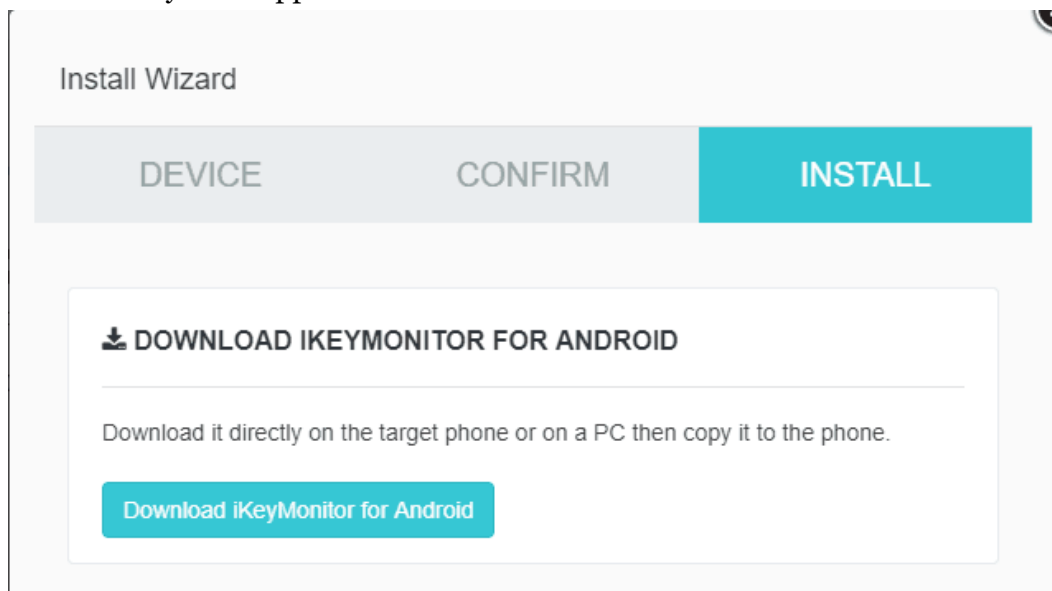 Install Wizard
DEVICE CONFIRM INSTALL
DOWNLOAD IKEYMONITOR FOR ANDROID
Download it directly on the target phone or on a PC then copy it to the phone.
Download iKeyMonitor for Android